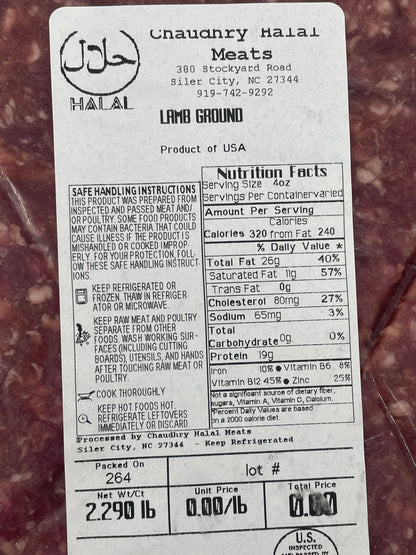 حلال
HALAL
Chaudhry Halal
Meats
380 Stockyard Road
Siler City, NC 27344
919-742-9292
LAMB GROUND
Product of USA
SAFE HANDLING INSTRUCTIONS
THIS PRODUCT WAS PREPARED FROM
INSPECTED AND PASSED MEAT AND/
OR POULTRY. SOME FOOD PRODUCTS
MAY CONTAIN BACTERIA THAT COULD
CAUSE ILLNESS IF THE PRODUCT IS
MISHANDLED OR COOKED IMPROP-
ERLY. FOR YOUR PROTECTION, FOL-
LOW THESE SAFE HANDLING INSTRUCT-
IONS.
KEEP REFRIGERATED OR
FROZEN. THAW IN REFRIGER-
ATOR OR MICROWAVE.
KEEP RAW MEAT AND POULTRY
SEPARATE FROM OTHER
FOODS. WASH WORKING SUR-
FACES (INCLUDING CUTTING
BOARDS), UTENSILS, AND HANDS
AFTER TOUCHING RAW MEAT OR
POULTRY.
COOK THOROUGHLY
KEEP HOT FOODS HOT.
REFRIGERATE LEFTOVERS
IMMEDIATELY OR DISCARD.
Nutrition Facts
Serving Size 4oz
Servings Per Containervaried
Amount Per Serving
Calories
Calories 320 from Fat 240
% Daily Value *
Total Fat 26g 40%
Saturated Fat 11g 57%
Trans Fat 0g
Cholesterol 80mg 27%
Sodium 65mg 3%
Total
Carbohydrate 0g 0%
Protein 19g
Iron 10% ● Vitamin B6 8%
Vitamin B12 45% ● Zinc 25%
Not a significant source of dietary fiber,
sugars, Vitamin A, Vitamin C, Calcium.
*Percent Daily Values are based
on a 2000 calorie diet.
Processed by Chaudhry Halal Meats
Siler City, NC 27344 - Keep Refrigerated
Packed On
264
lot #
Net Wt/Ct
2.290 lb
Unit Price
0.00/lb
Total Price
0.00
U.S.
INSPECTED
AND PASSED BY